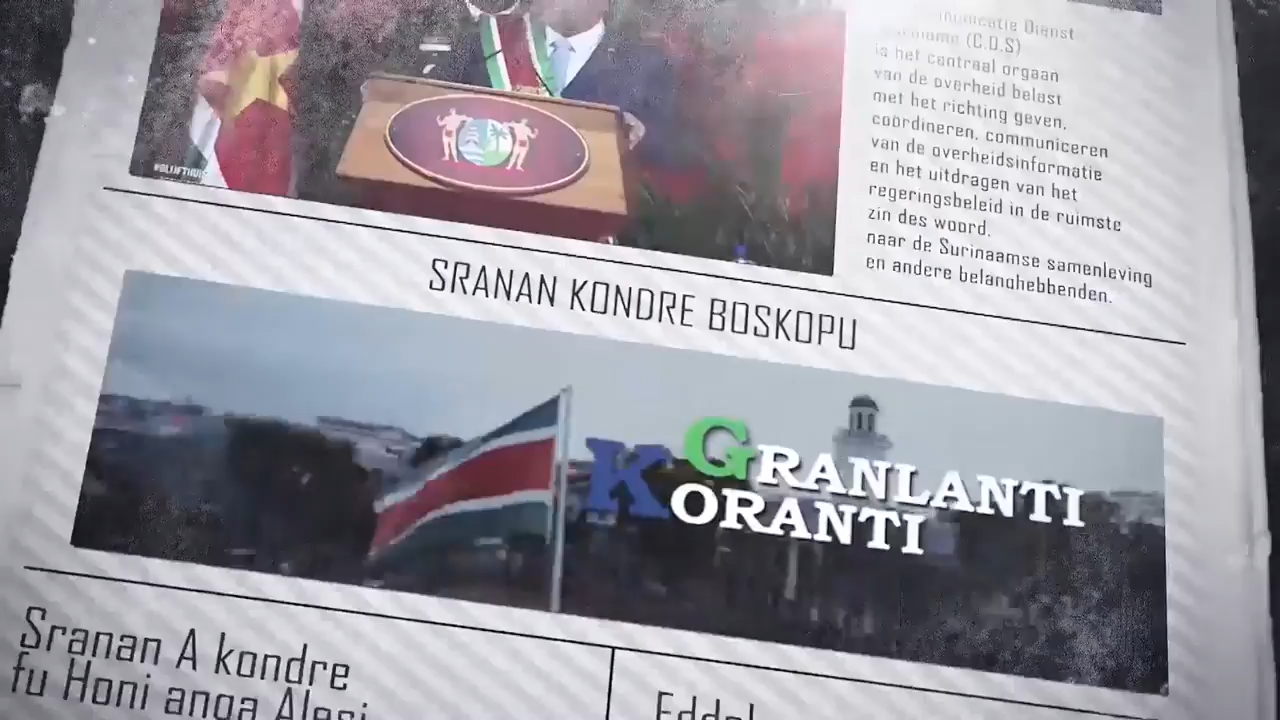 Dienst
(C.D.S)
is het centraal orgaan
van de overheid belast
met het richting geven,
coördineren, communiceren
van de overheidsinformatie
en het uitdragen van het
regeringsbeleid in de ruimste
zin des woord.
naar de Surinaamse samenleving
en andere belanghebbenden.
SRANAN KONDRE BOSKOPU
GRANLANTI
KORANTI
Sranan A kondre
fu Honi anga Alesi